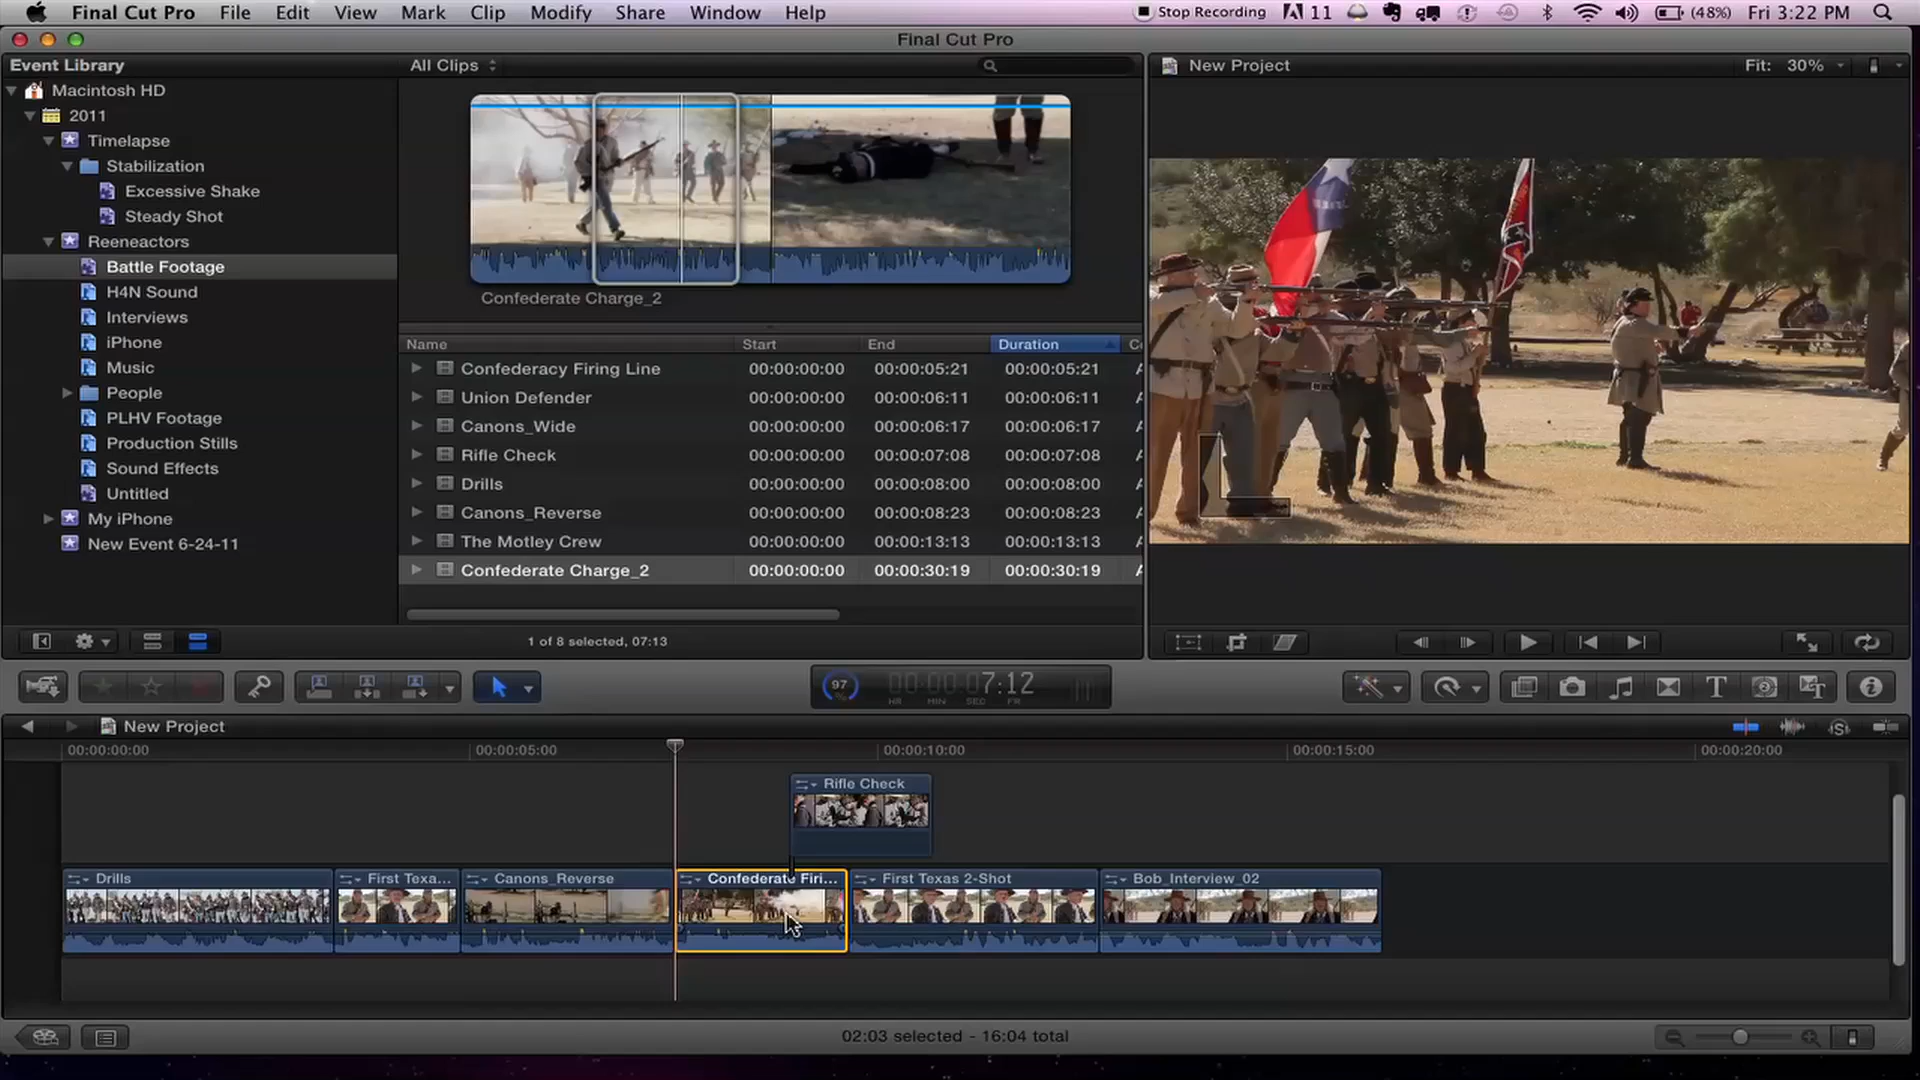 Final Cut Pro File Edit View Mark Clip Modify Share Window Help Stop Recording 11 (48%) Fri 3:22 PM
Final Cut Pro
Event Library
Macintosh HD
2011
Timelapse
Stabilization
Excessive Shake
Steady Shot
Reeneactors
Battle Footage
H4N Sound
Interviews
iPhone
Music
People
PLHV Footage
Production Stills
Sound Effects
Untitled
My iPhone
New Event 6-24-11
All Clips
Confederate Charge_2
Name Start End Duration
Confederacy Firing Line 00:00:00:00 00:00:05:21 00:00:05:21
Union Defender 00:00:00:00 00:00:06:11 00:00:06:11
Canons_Wide 00:00:00:00 00:00:06:17 00:00:06:17
Rifle Check 00:00:00:00 00:00:07:08 00:00:07:08
Drills 00:00:00:00 00:00:08:00 00:00:08:00
Canons_Reverse 00:00:00:00 00:00:08:23 00:00:08:23
The Motley Crew 00:00:00:00 00:00:13:13 00:00:13:13
Confederate Charge_2 00:00:00:00 00:00:30:19 00:00:30:19
1 of 8 selected, 07:13
New Project Fit: 30%
97 00:00:07:12
HR MIN SEC FR
New Project
00:00:00:00 00:00:05:00 00:00:10:00 00:00:15:00 00:00:20:00
Rifle Check
Drills First Texa... Canons_Reverse Confederate Firi... First Texas 2-Shot Bob_Interview_02
02:03 selected - 16:04 total